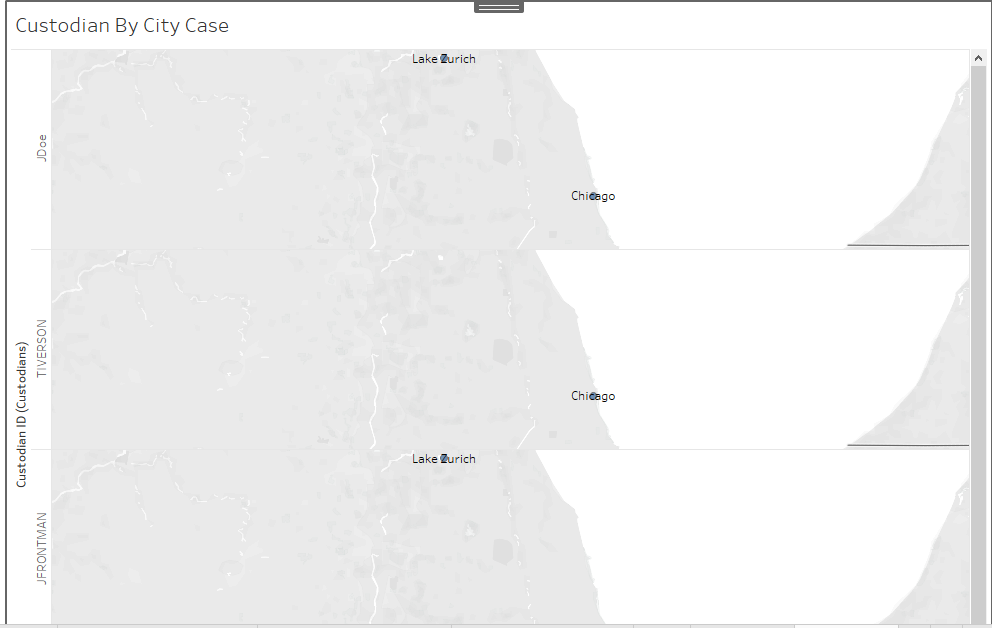 Custodian By City Case
Custodian ID (Custodians)
JDoe
Lake Zurich
Chicago
TIVERSON
Chicago
JFRONTMAN
Lake Zurich